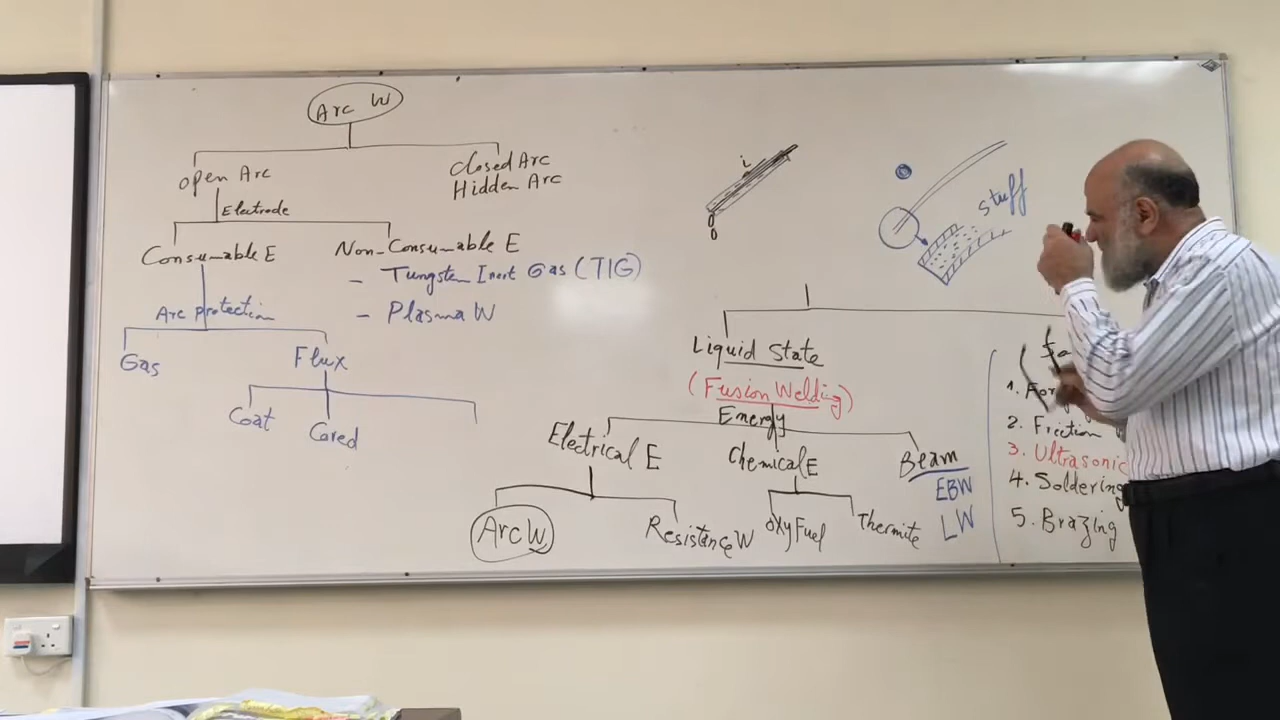 Arc W
open Arc
closed Arc
Hidden Arc
Electrode
Consumable E
Non-Consumable E
- Tungsten Inert Gas (TIG)
- Plasma W
Arc protection
Gas
Flux
Coat
Cored
i
stuff
Liquid State
(Fusion Welding)
Energy
Electrical E
Chemical E
Beam
EBW
LW
Arc W
Resistance W
oxyFuel
Thermite
2. Friction
3. Ultrasonic
4. Soldering
5. Brazing